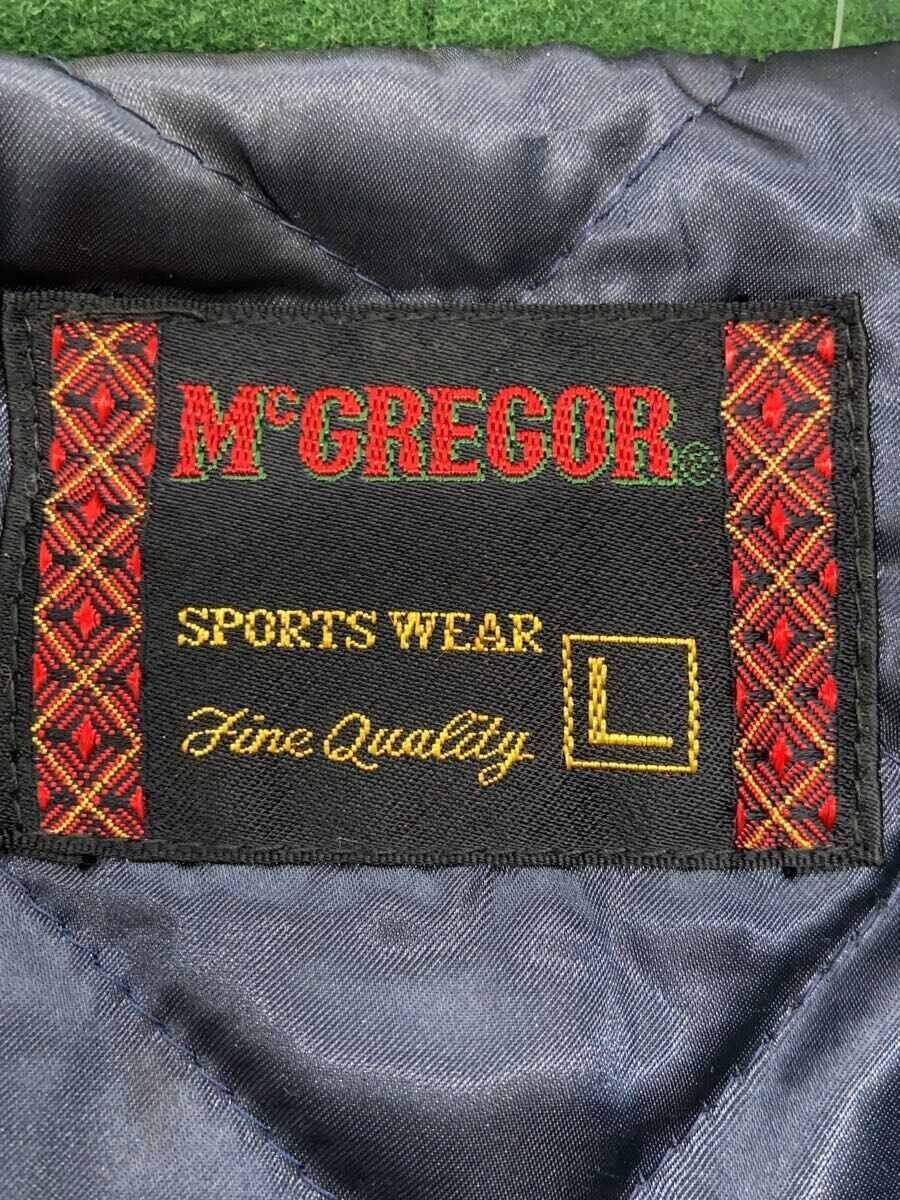 McGREGOR®
SPORTS WEAR
Fine Quality
L